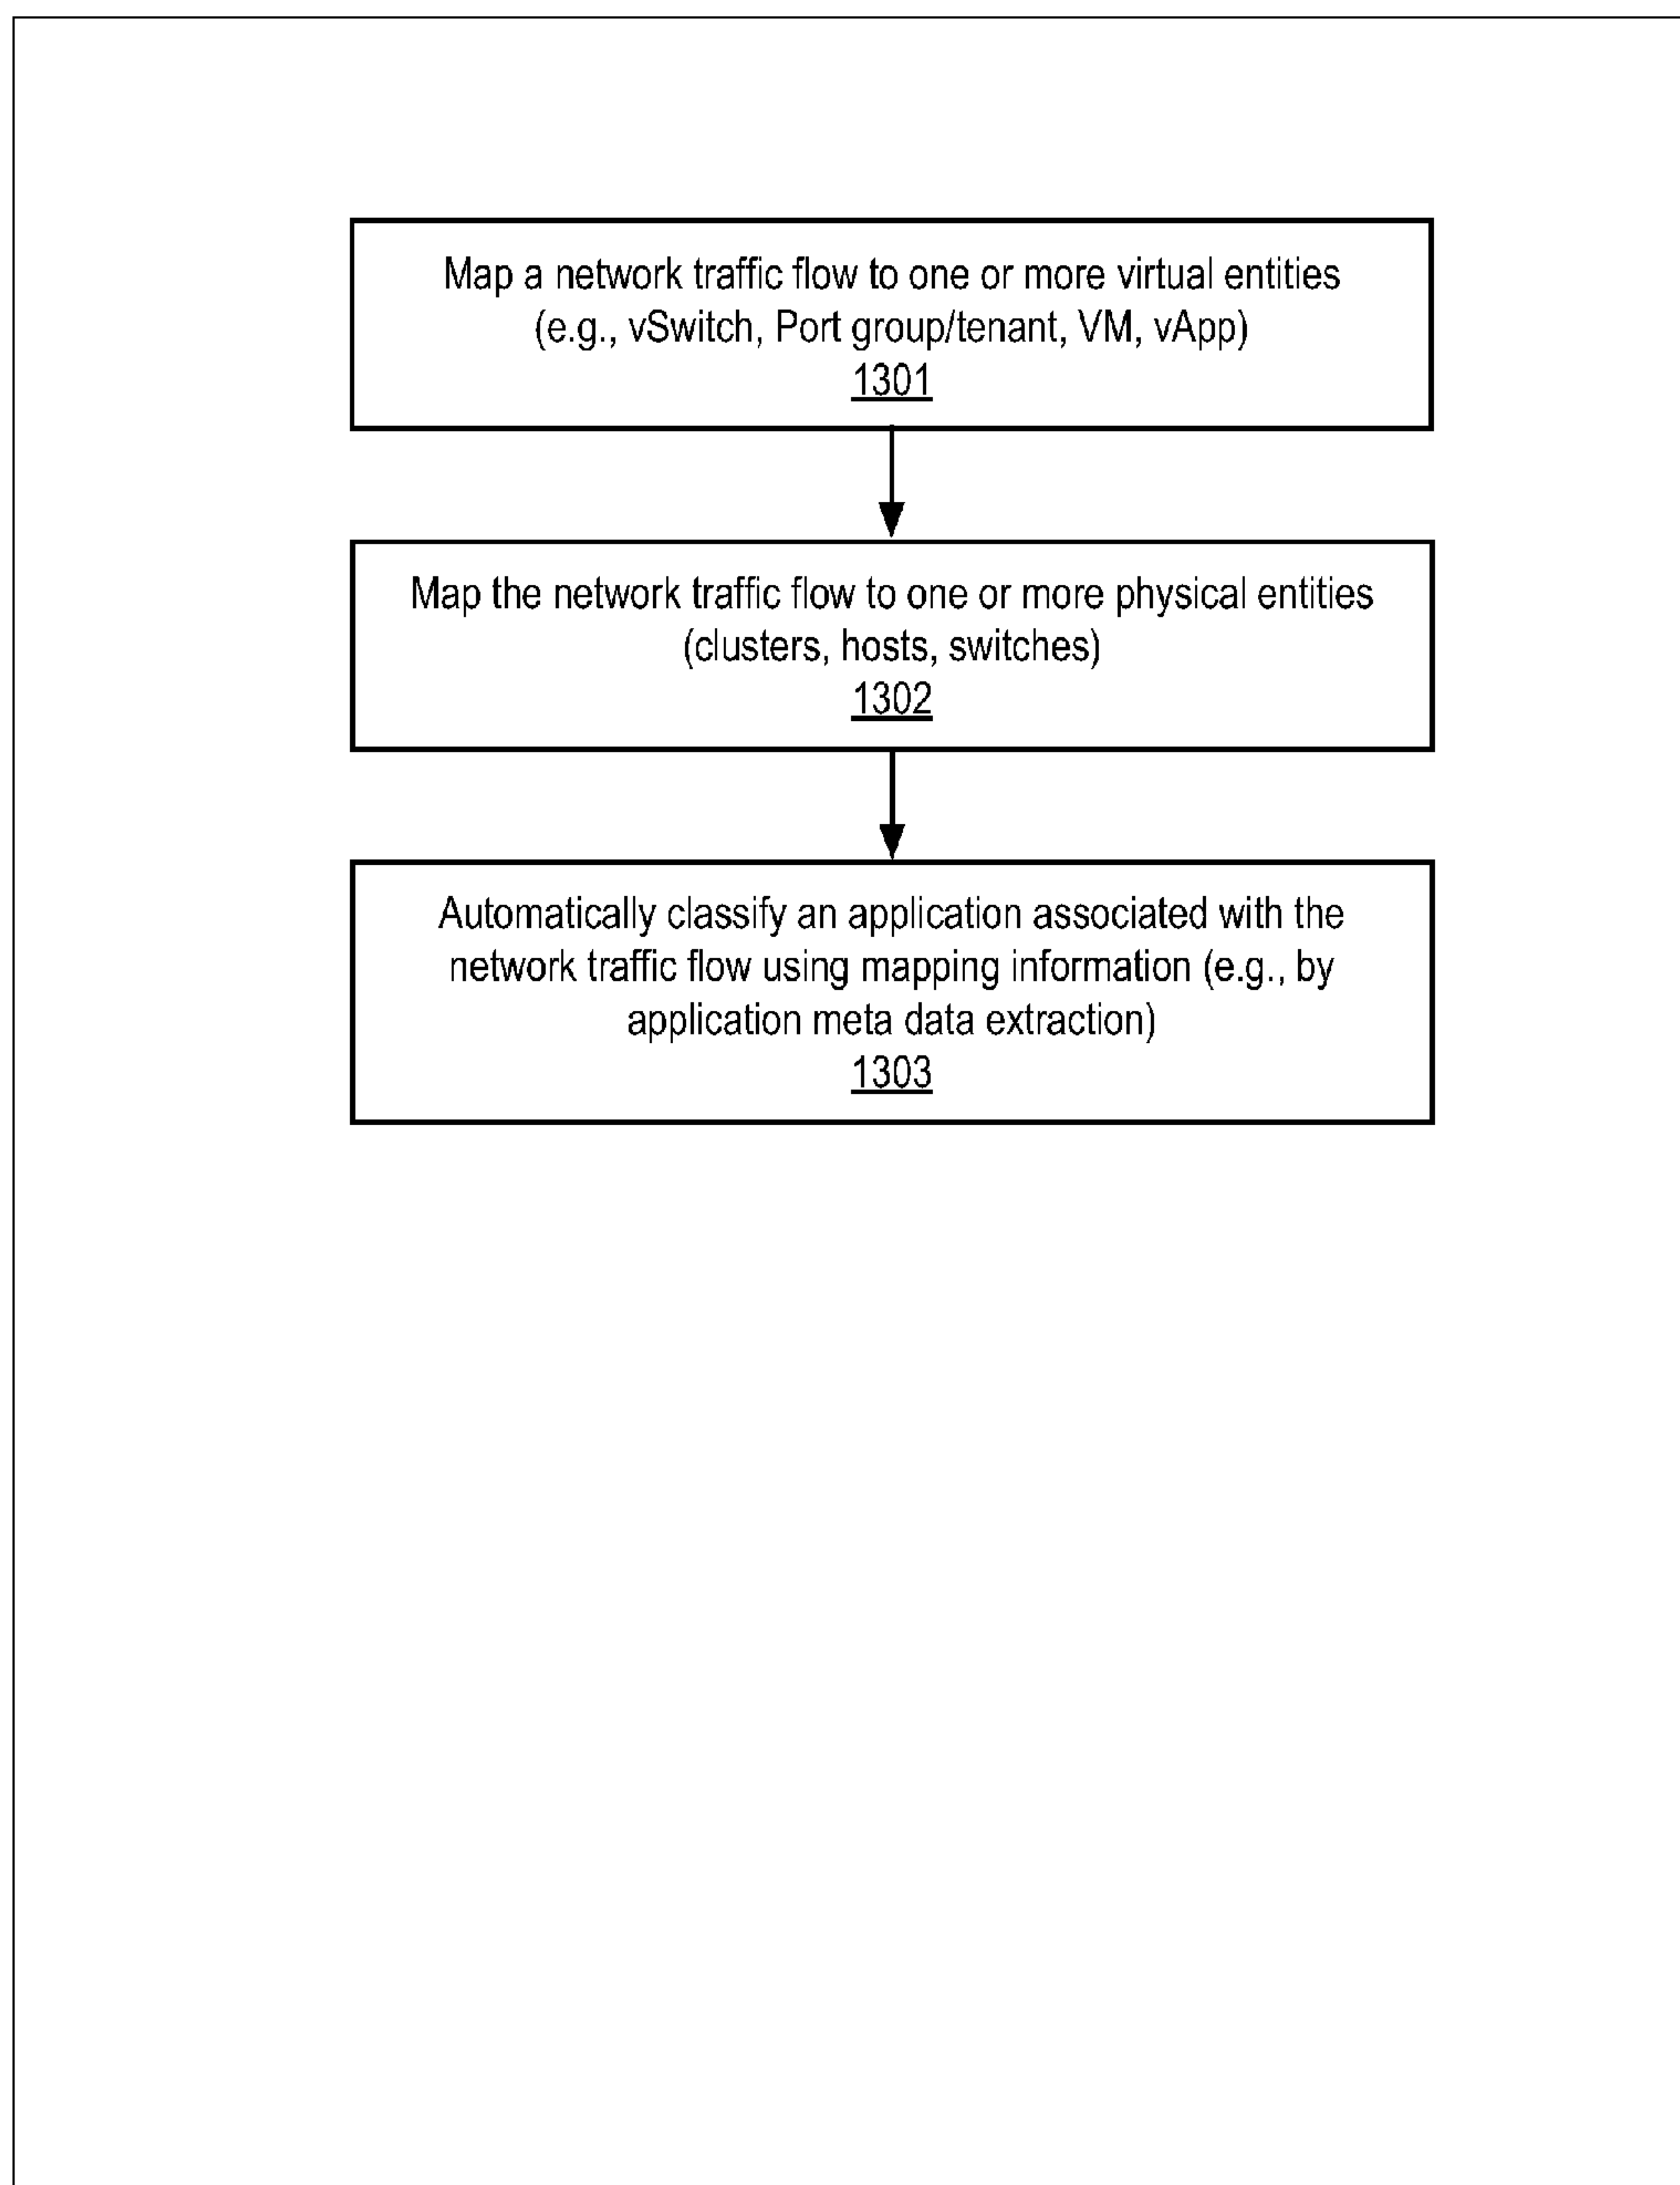 Map a network traffic flow to one or more virtual entities
(e.g., vSwitch, Port group/tenant, VM, vApp)
1301
Map the network traffic flow to one or more physical entities
(clusters, hosts, switches)
1302
Automatically classify an application associated with the
network traffic flow using mapping information (e.g., by
application meta data extraction)
1303